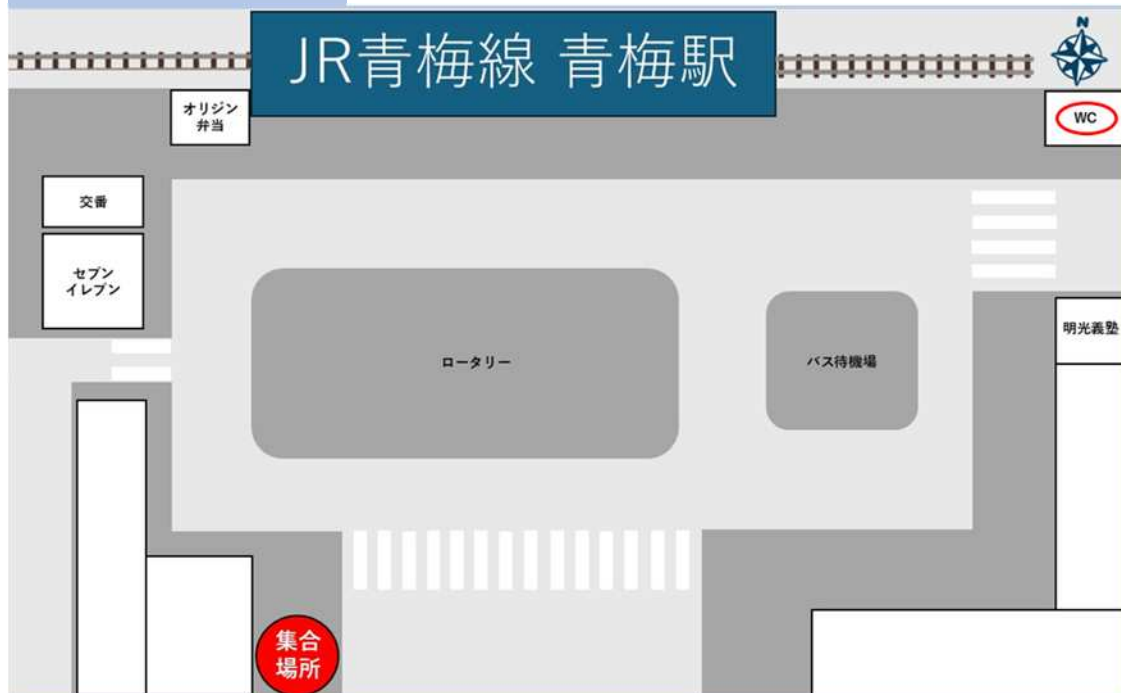 N
JR青梅線 青梅駅
オリジン
弁当
WC
交番
セブン
イレブン
明光義塾
ロータリー
バス待機場
集合
場所